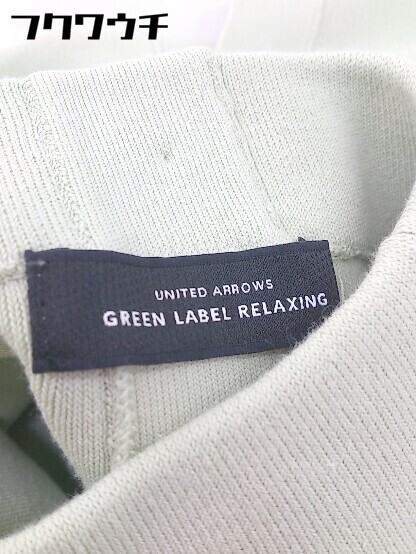 フクワウチ
UNITED ARROWS
GREEN LABEL RELAXING